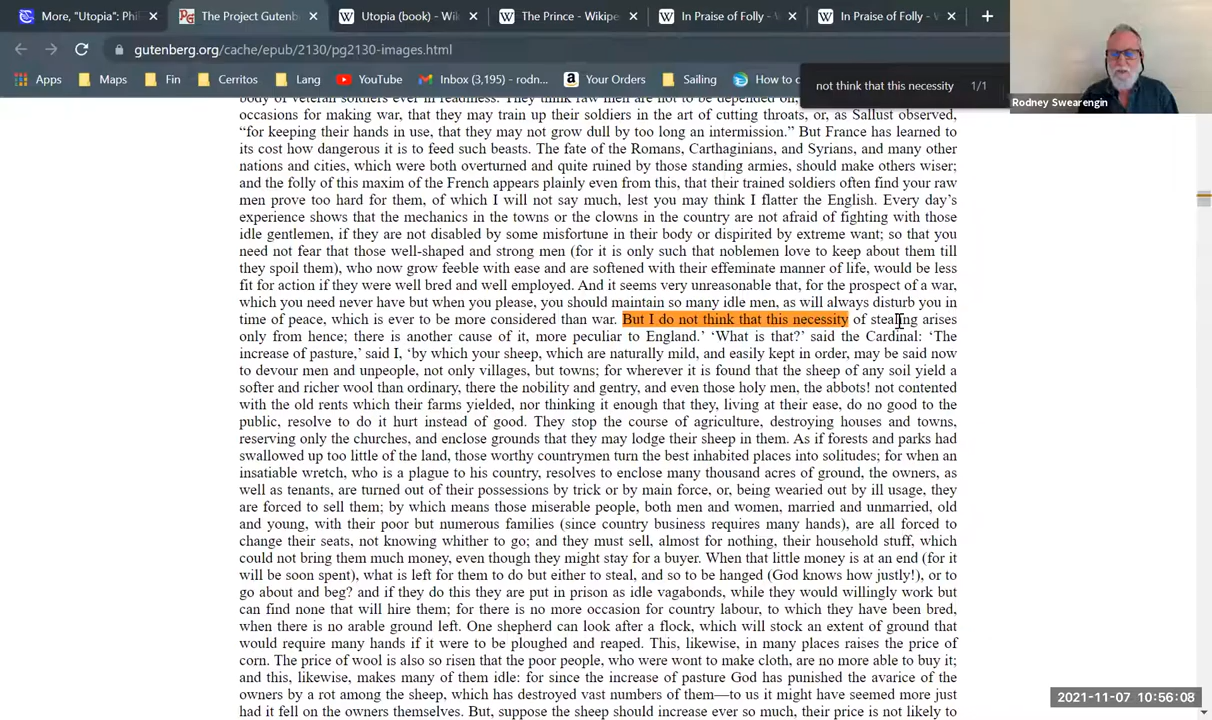 More, "Utopia": Phil
The Project Gutenb
Utopia (book) - Wik
The Prince - Wikipe
In Praise of Folly -
In Praise of Folly -
gutenberg.org/cache/epub/2130/pg2130-images.html
Apps
Maps
Fin
Cerritos
Lang
YouTube
Inbox (3,195) - rodn...
Your Orders
Sailing
How to c
not think that this necessity
1/1
Rodney Swearengin
body of veteran soldiers ever in readiness. They think raw men are not to be depended on,
occasions for making war, that they may train up their soldiers in the art of cutting throats, or, as Sallust observed,
“for keeping their hands in use, that they may not grow dull by too long an intermission.” But France has learned to
its cost how dangerous it is to feed such beasts. The fate of the Romans, Carthaginians, and Syrians, and many other
nations and cities, which were both overturned and quite ruined by those standing armies, should make others wiser;
and the folly of this maxim of the French appears plainly even from this, that their trained soldiers often find your raw
men prove too hard for them, of which I will not say much, lest you may think I flatter the English. Every day’s
experience shows that the mechanics in the towns or the clowns in the country are not afraid of fighting with those
idle gentlemen, if they are not disabled by some misfortune in their body or dispirited by extreme want; so that you
need not fear that those well-shaped and strong men (for it is only such that noblemen love to keep about them till
they spoil them), who now grow feeble with ease and are softened with their effeminate manner of life, would be less
fit for action if they were well bred and well employed. And it seems very unreasonable that, for the prospect of a war,
which you need never have but when you please, you should maintain so many idle men, as will always disturb you in
time of peace, which is ever to be more considered than war. But I do not think that this necessity of stealing arises
only from hence; there is another cause of it, more peculiar to England.’ ‘What is that?’ said the Cardinal: ‘The
increase of pasture,’ said I, ‘by which your sheep, which are naturally mild, and easily kept in order, may be said now
to devour men and unpeople, not only villages, but towns; for wherever it is found that the sheep of any soil yield a
softer and richer wool than ordinary, there the nobility and gentry, and even those holy men, the abbots! not contented
with the old rents which their farms yielded, nor thinking it enough that they, living at their ease, do no good to the
public, resolve to do it hurt instead of good. They stop the course of agriculture, destroying houses and towns,
reserving only the churches, and enclose grounds that they may lodge their sheep in them. As if forests and parks had
swallowed up too little of the land, those worthy countrymen turn the best inhabited places into solitudes; for when an
insatiable wretch, who is a plague to his country, resolves to enclose many thousand acres of ground, the owners, as
well as tenants, are turned out of their possessions by trick or by main force, or, being wearied out by ill usage, they
are forced to sell them; by which means those miserable people, both men and women, married and unmarried, old
and young, with their poor but numerous families (since country business requires many hands), are all forced to
change their seats, not knowing whither to go; and they must sell, almost for nothing, their household stuff, which
could not bring them much money, even though they might stay for a buyer. When that little money is at an end (for it
will be soon spent), what is left for them to do but either to steal, and so to be hanged (God knows how justly!), or to
go about and beg? and if they do this they are put in prison as idle vagabonds, while they would willingly work but
can find none that will hire them; for there is no more occasion for country labour, to which they have been bred,
when there is no arable ground left. One shepherd can look after a flock, which will stock an extent of ground that
would require many hands if it were to be ploughed and reaped. This, likewise, in many places raises the price of
corn. The price of wool is also so risen that the poor people, who were wont to make cloth, are no more able to buy it;
and this, likewise, makes many of them idle: for since the increase of pasture God has punished the avarice of the
owners by a rot among the sheep, which has destroyed vast numbers of them—to us it might have seemed more just
had it fell on the owners themselves. But, suppose the sheep should increase ever so much, their price is not likely to
2021-11-07 10:56:08